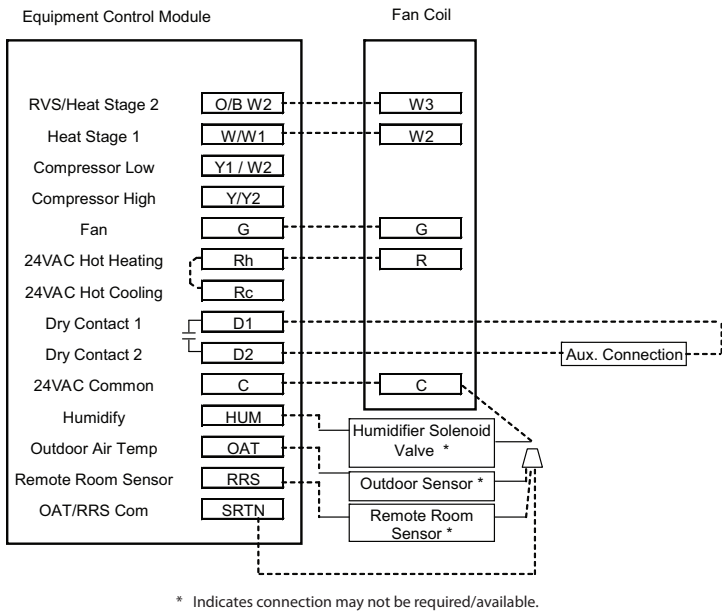 Equipment Control Module
Fan Coil
RVS/Heat Stage 2 O/B W2 W3
Heat Stage 1 W/W1 W2
Compressor Low Y1 / W2
Compressor High Y/Y2
Fan G G
24VAC Hot Heating Rh R
24VAC Hot Cooling Rc
Dry Contact 1 D1
Dry Contact 2 D2 Aux. Connection
24VAC Common C C
Humidify HUM
Humidifier Solenoid
Valve *
Outdoor Air Temp OAT
Outdoor Sensor *
Remote Room Sensor RRS
Remote Room
Sensor *
OAT/RRS Com SRTN
* Indicates connection may not be required/available.